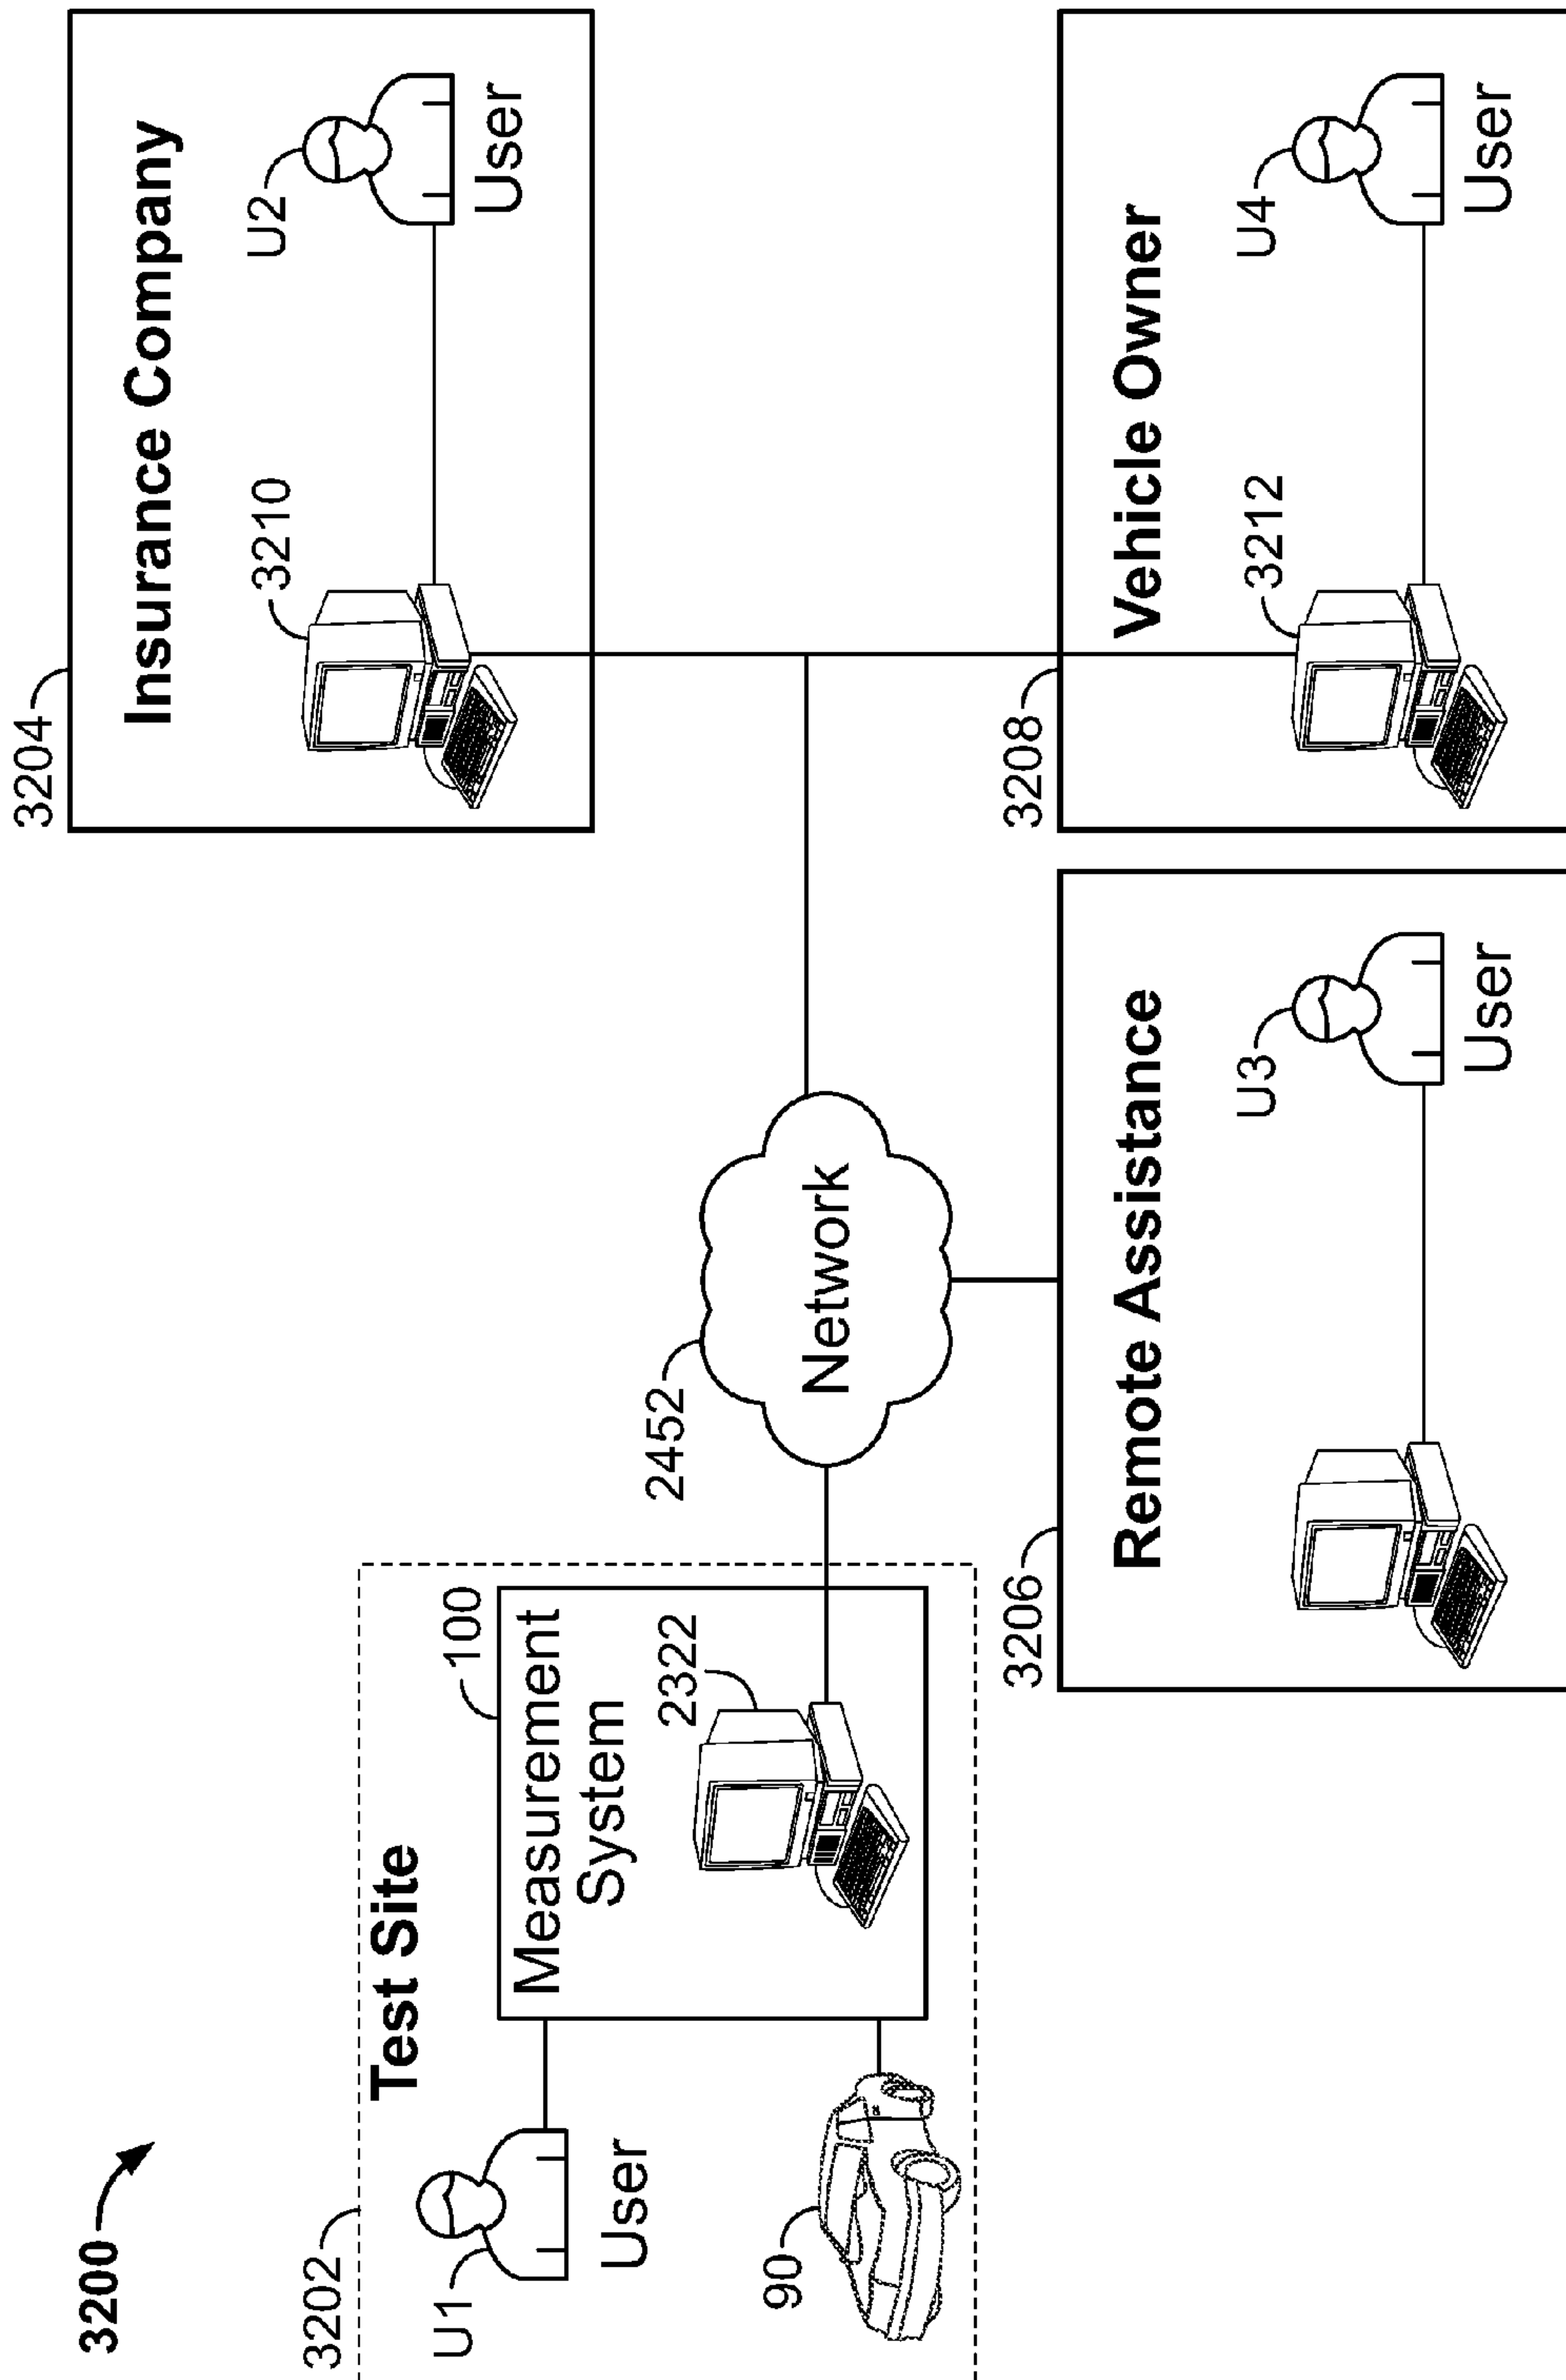 3200
3202
Test Site
U1
User
90
100
Measurement
System
2322
2452
Network
3204
Insurance Company
3210
U2
User
3206
Remote Assistance
U3
User
3208
Vehicle Owner
3212
U4
User